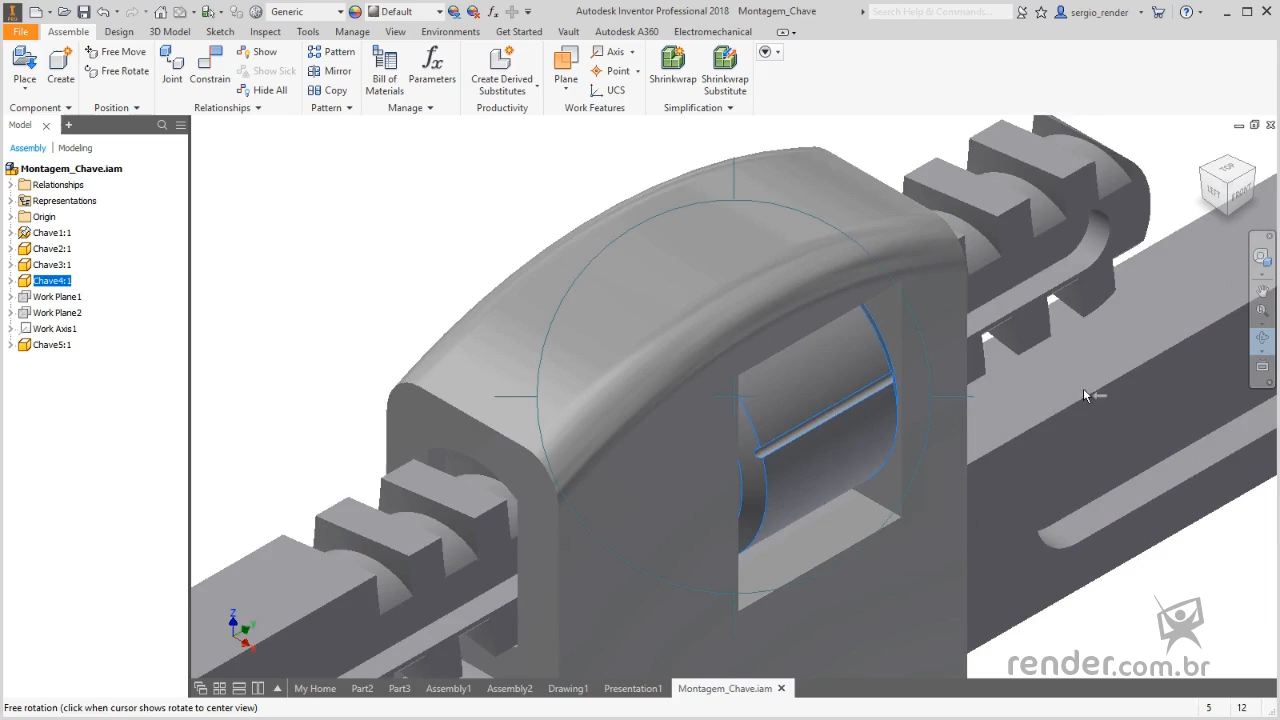 Generic
Default
Autodesk Inventor Professional 2018 Montagem_Chave
Search Help & Commands...
sergio_render
File Assemble Design 3D Model Sketch Inspect Tools Manage View Environments Get Started Vault Autodesk A360 Electromechanical
Place
Create
Free Move
Free Rotate
Joint
Constrain
Show
Show Sick
Hide All
Pattern
Mirror
Copy
Bill of Materials
Parameters
Create Derived Substitutes
Plane
Axis
Point
UCS
Shrinkwrap
Shrinkwrap Substitute
Component Position Relationships Pattern Manage Productivity Work Features Simplification
Model
Assembly | Modeling
Montagem_Chave.iam
Relationships
Representations
Origin
Chave1:1
Chave2:1
Chave3:1
Chave4:1
Work Plane1
Work Plane2
Work Axis1
Chave5:1
TOP
LEFT
FRONT
Z
render.com.br
My Home Part2 Part3 Assembly1 Assembly2 Drawing1 Presentation1 Montagem_Chave.iam
Free rotation (click when cursor shows rotate to center view)
5 12